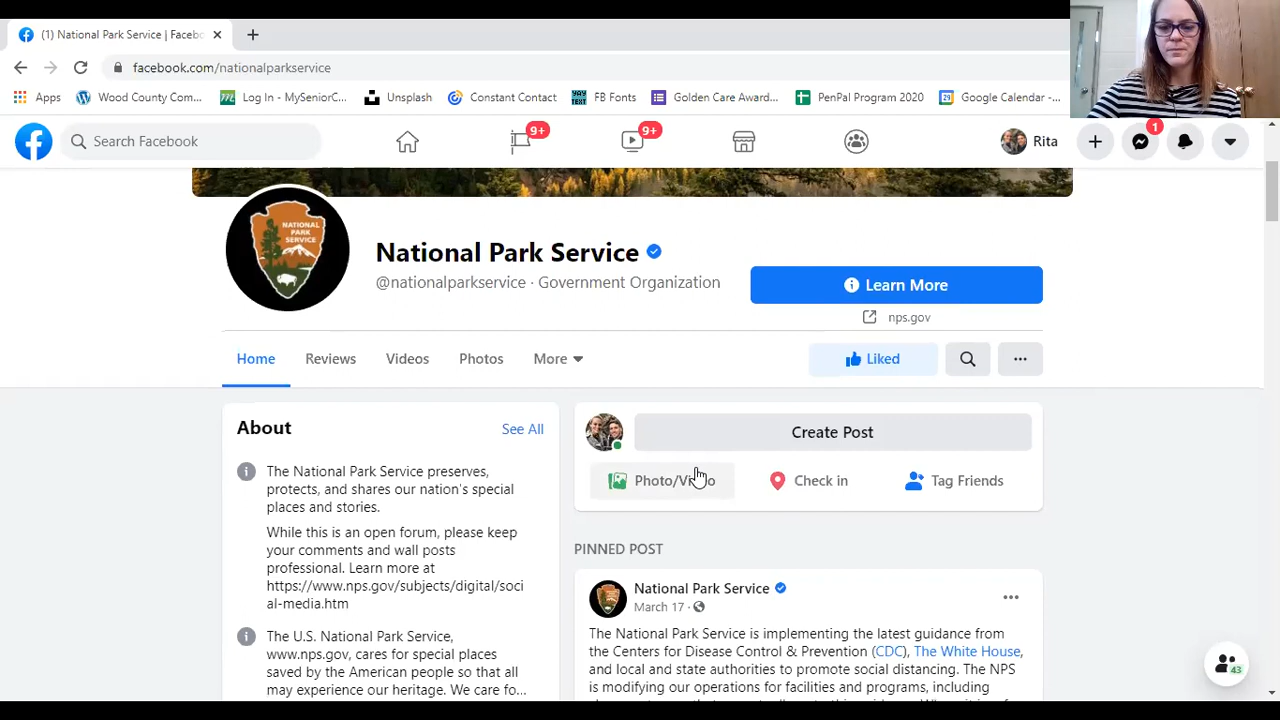 (1) National Park Service | Facebo
facebook.com/nationalparkservice
Apps
Wood County Com...
Log In - MySeniorC...
Unsplash
Constant Contact
YAY TEXT
FB Fonts
Golden Care Award...
PenPal Program 2020
29
Google Calendar -...
Search Facebook
9+
9+
Rita
1
NATIONAL
PARK
SERVICE
National Park Service
@nationalparkservice · Government Organization
Learn More
nps.gov
Home
Reviews
Videos
Photos
More
Liked
About
See All
The National Park Service preserves,
protects, and shares our nation's special
places and stories.
While this is an open forum, please keep
your comments and wall posts
professional. Learn more at
https://www.nps.gov/subjects/digital/soci
al-media.htm
The U.S. National Park Service,
www.nps.gov, cares for special places
saved by the American people so that all
may experience our heritage. We care fo...
Create Post
Photo/Video
Check in
Tag Friends
PINNED POST
National Park Service
March 17 ·
The National Park Service is implementing the latest guidance from
the Centers for Disease Control & Prevention (CDC), The White House,
and local and state authorities to promote social distancing. The NPS
is modifying our operations for facilities and programs, including
43